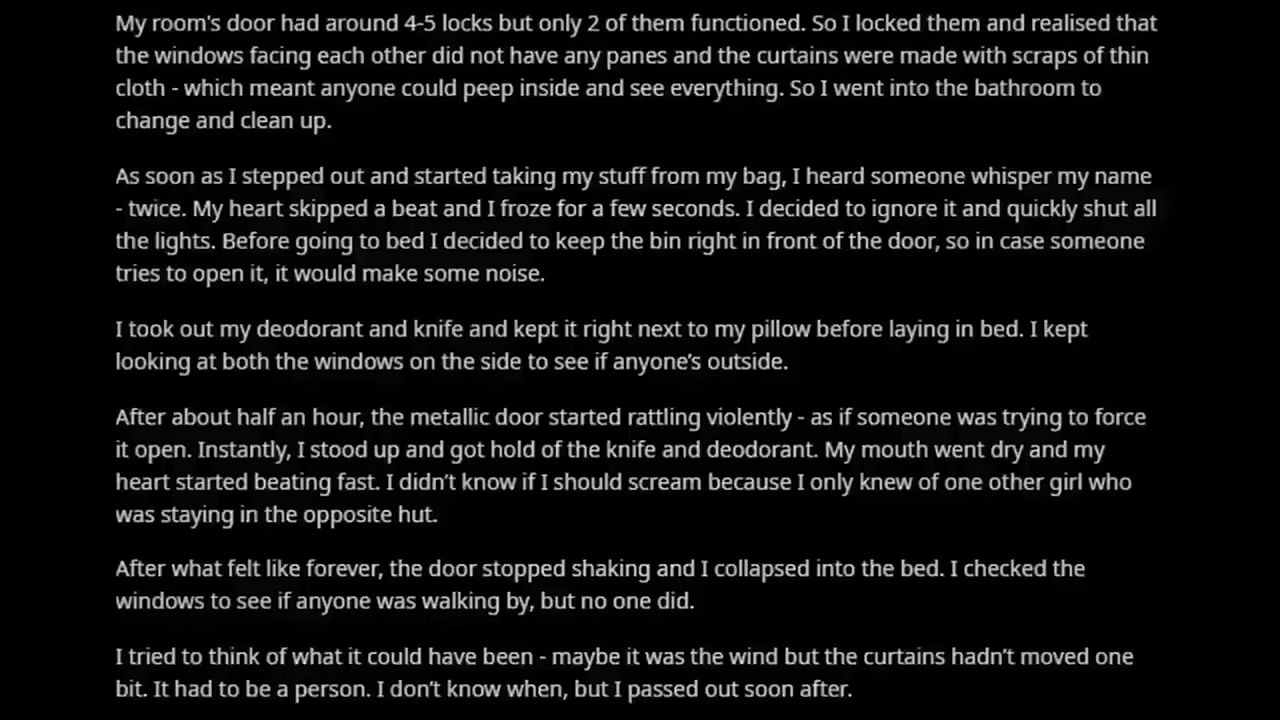 My room's door had around 4-5 locks but only 2 of them functioned. So I locked them and realised that
the windows facing each other did not have any panes and the curtains were made with scraps of thin
cloth - which meant anyone could peep inside and see everything. So I went into the bathroom to
change and clean up.
As soon as I stepped out and started taking my stuff from my bag, I heard someone whisper my name
- twice. My heart skipped a beat and I froze for a few seconds. I decided to ignore it and quickly shut all
the lights. Before going to bed I decided to keep the bin right in front of the door, so in case someone
tries to open it, it would make some noise.
I took out my deodorant and knife and kept it right next to my pillow before laying in bed. I kept
looking at both the windows on the side to see if anyone’s outside.
After about half an hour, the metallic door started rattling violently - as if someone was trying to force
it open. Instantly, I stood up and got hold of the knife and deodorant. My mouth went dry and my
heart started beating fast. I didn’t know if I should scream because I only knew of one other girl who
was staying in the opposite hut.
After what felt like forever, the door stopped shaking and I collapsed into the bed. I checked the
windows to see if anyone was walking by, but no one did.
I tried to think of what it could have been - maybe it was the wind but the curtains hadn’t moved one
bit. It had to be a person. I don’t know when, but I passed out soon after.